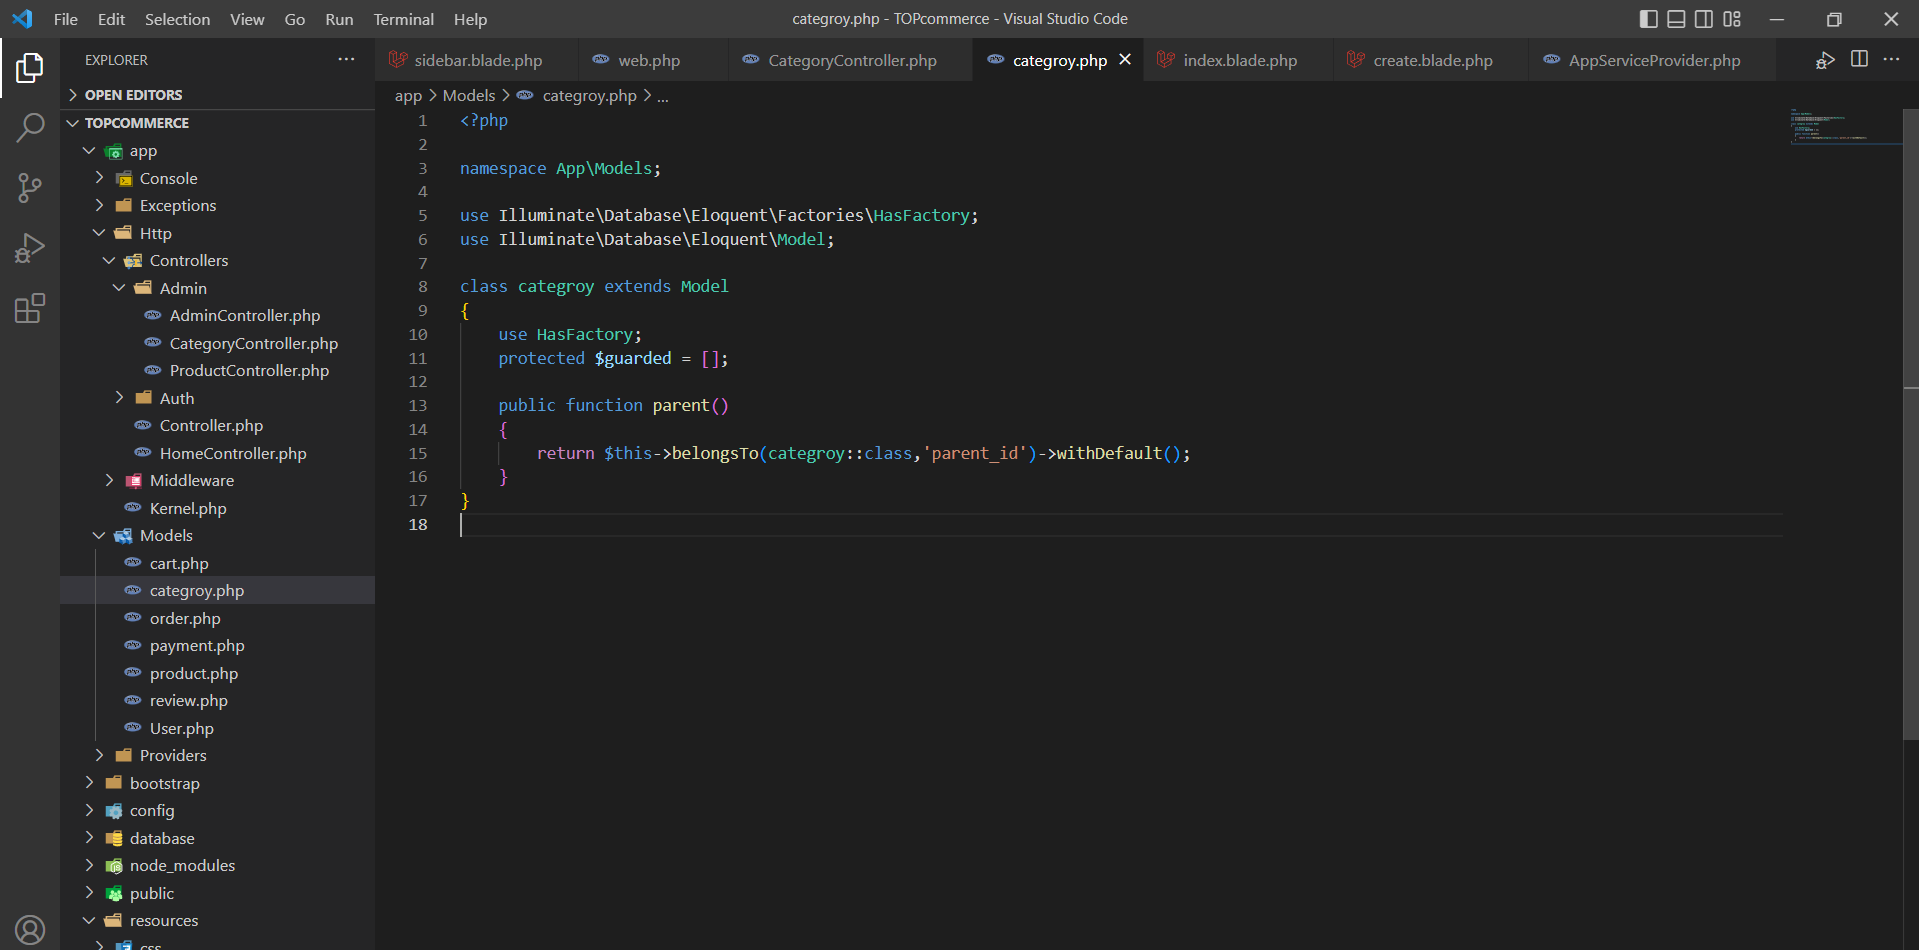 File Edit Selection View Go Run Terminal Help
categroy.php - TOPcommerce - Visual Studio Code
EXPLORER
OPEN EDITORS
TOPCOMMERCE
app
Console
Exceptions
Http
Controllers
Admin
AdminController.php
CategoryController.php
ProductController.php
Auth
Controller.php
HomeController.php
Middleware
Kernel.php
Models
cart.php
categroy.php
order.php
payment.php
product.php
review.php
User.php
Providers
bootstrap
config
database
node_modules
public
resources
css
sidebar.blade.php web.php CategoryController.php categroy.php index.blade.php create.blade.php AppServiceProvider.php
app > Models > categroy.php > ...
1 <?php
2
3 namespace App\Models;
4
5 use Illuminate\Database\Eloquent\Factories\HasFactory;
6 use Illuminate\Database\Eloquent\Model;
7
8 class categroy extends Model
9 {
10 use HasFactory;
11 protected $guarded = [];
12
13 public function parent()
14 {
15 return $this->belongsTo(categroy::class,'parent_id')->withDefault();
16 }
17 }
18